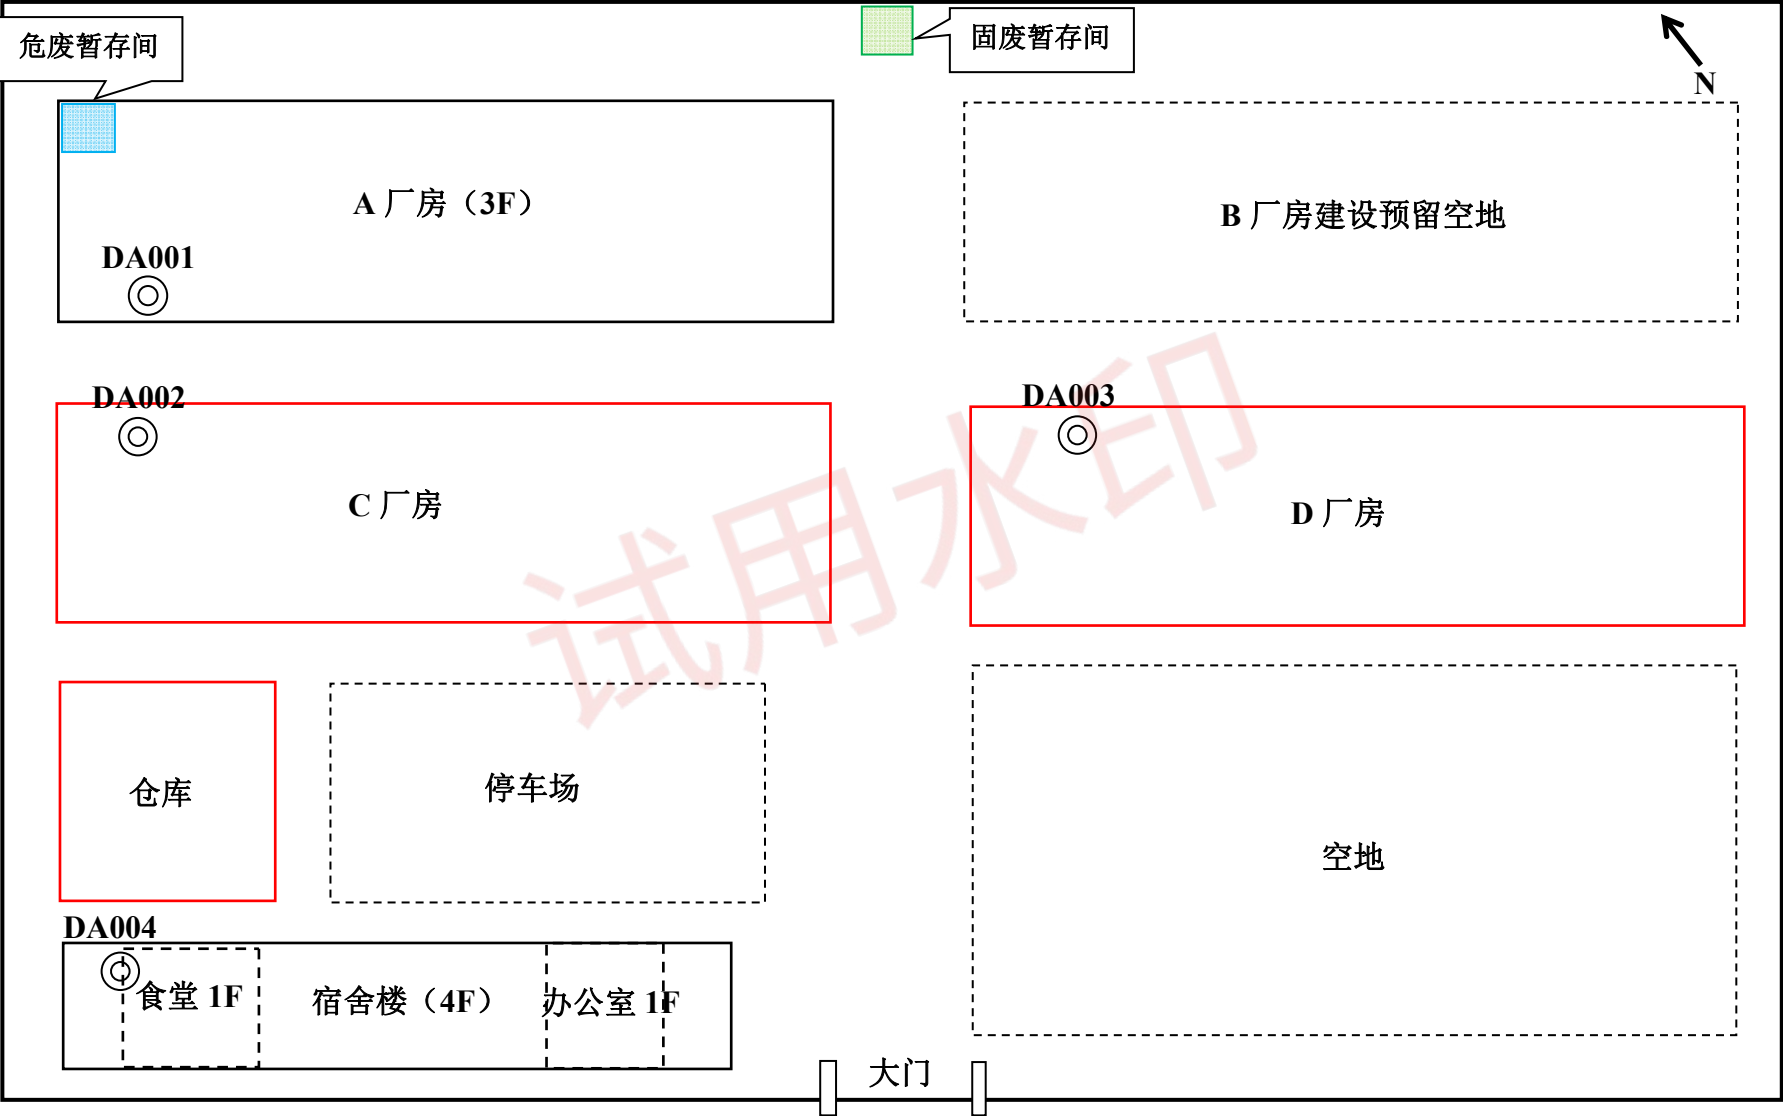 危废暂存间
固废暂存间
N
A 厂房（3F）
B 厂房建设预留空地
DA001
DA002
DA003
C 厂房
D 厂房
试用水印
仓库
停车场
空地
DA004
食堂 1F
宿舍楼（4F）
办公室 1F
大门